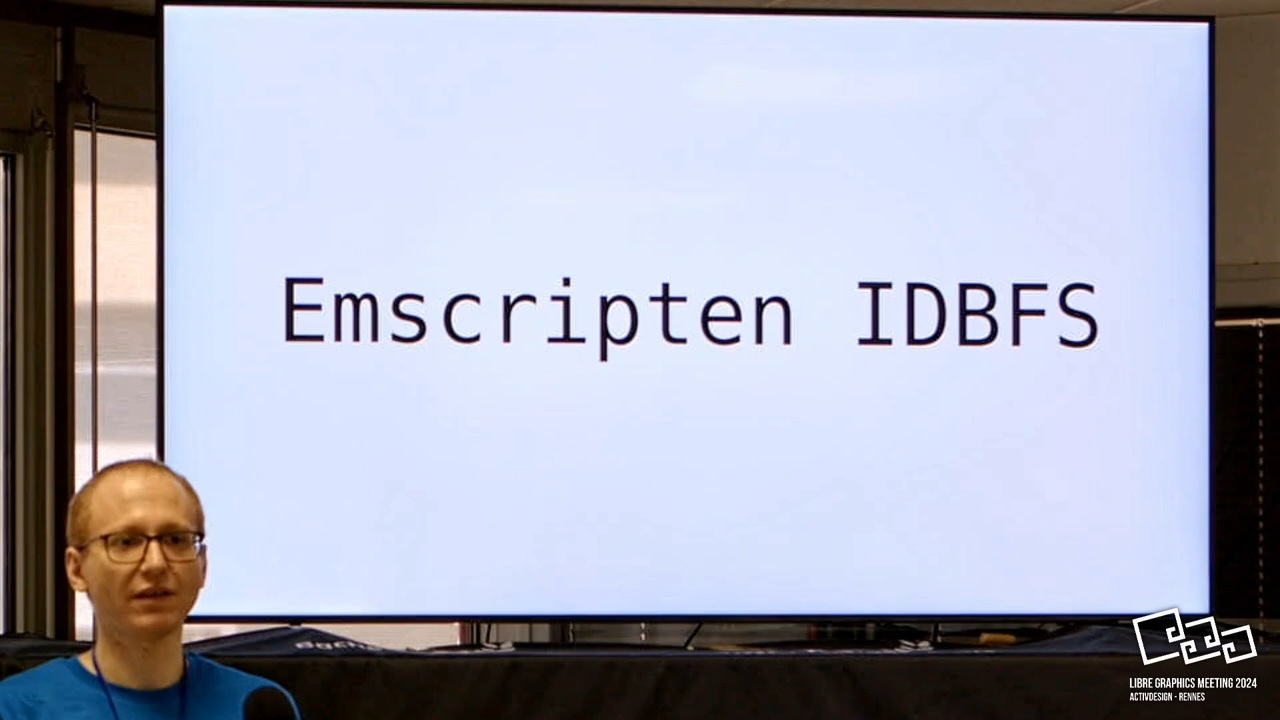 Emscripten IDBFS
LIBRE GRAPHICS MEETING 2024
ACTIVDESIGN - RENNES